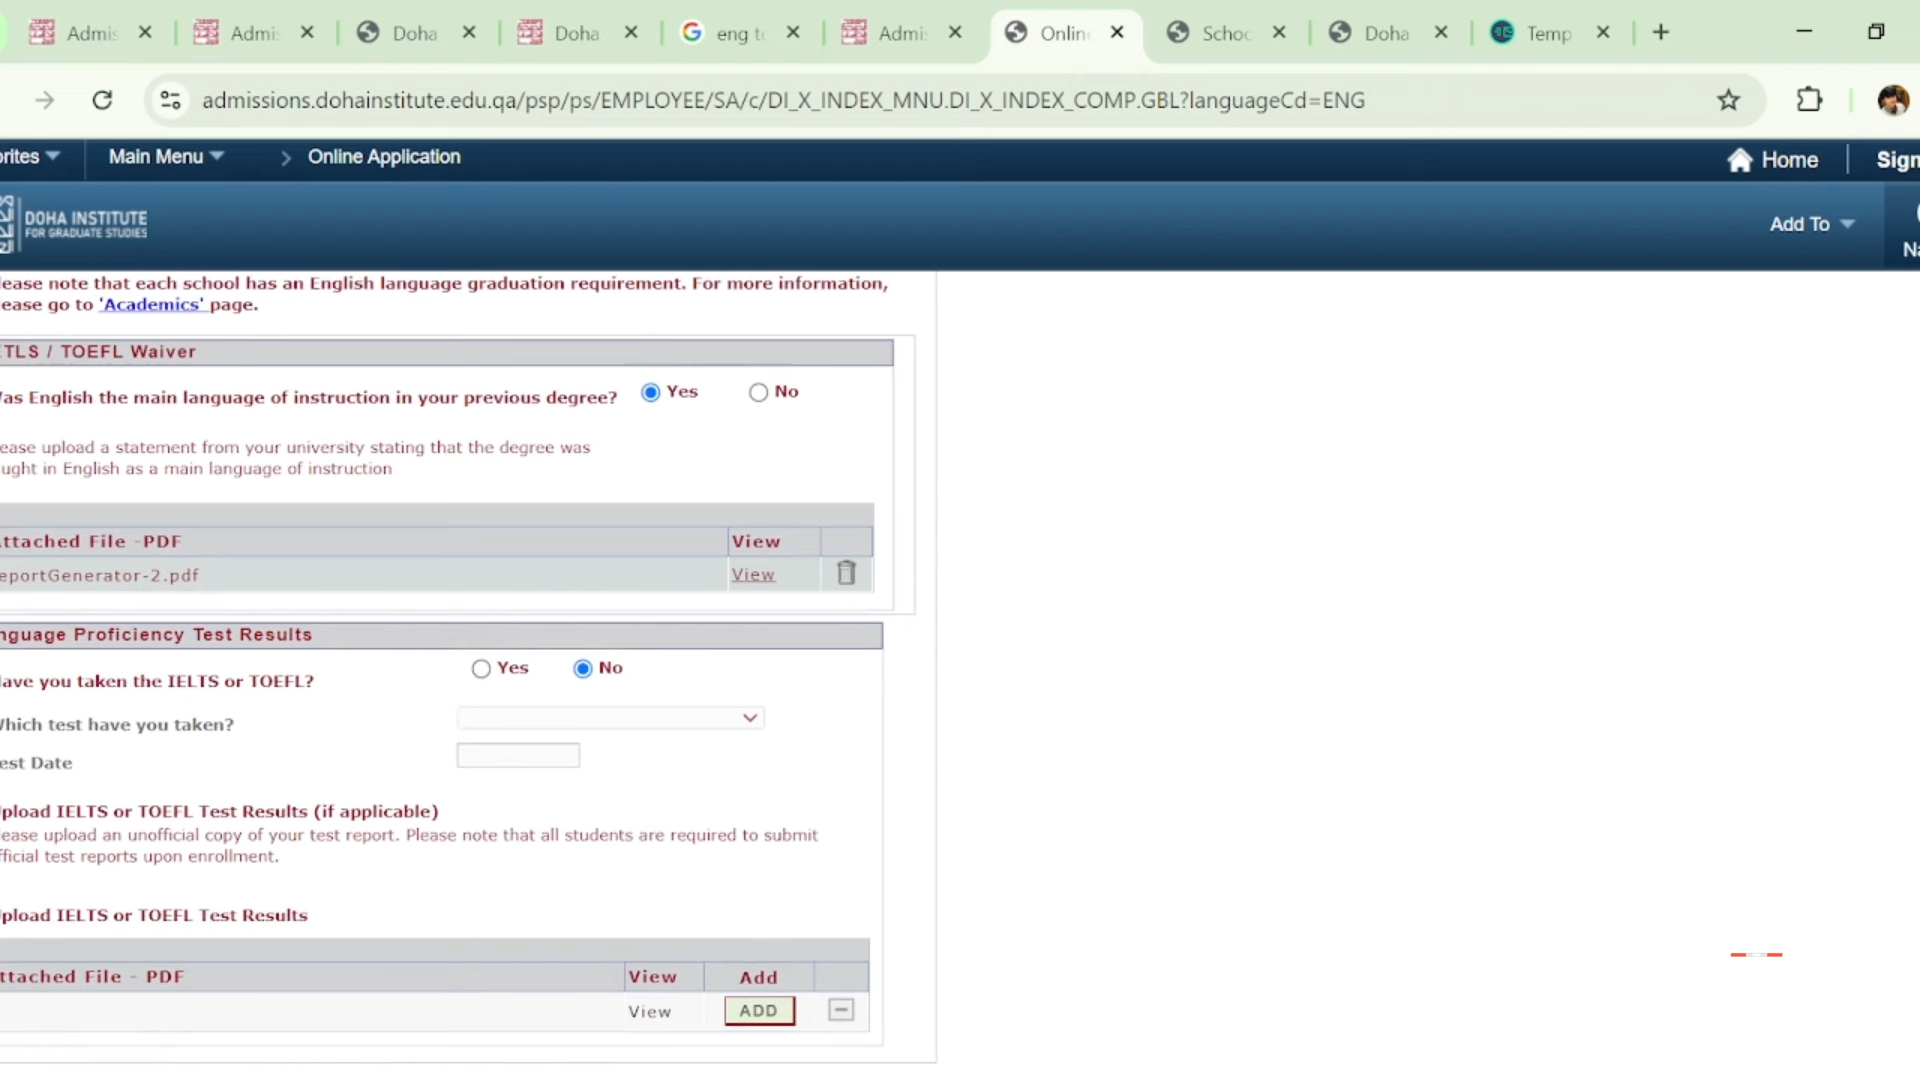 Admis
Admi
Doha
Doha
eng to
Admi
Onlin
Schoo
Doha
Temp
admissions.dohainstitute.edu.qa/psp/ps/EMPLOYEE/SA/c/DI_X_INDEX_MNU.DI_X_INDEX_COMP.GBL?languageCd=ENG
orites Main Menu > Online Application Home Sign
DOHA INSTITUTE
FOR GRADUATE STUDIES
Add To
Na
ease note that each school has an English language graduation requirement. For more information,
ease go to 'Academics' page.
ETLS / TOEFL Waiver
as English the main language of instruction in your previous degree? Yes No
ease upload a statement from your university stating that the degree was
ught in English as a main language of instruction
ttached File -PDF View
eportGenerator-2.pdf View
nguage Proficiency Test Results
ave you taken the IELTS or TOEFL? Yes No
hich test have you taken?
est Date
pload IELTS or TOEFL Test Results (if applicable)
ease upload an unofficial copy of your test report. Please note that all students are required to submit
fficial test reports upon enrollment.
pload IELTS or TOEFL Test Results
ttached File - PDF View Add
View ADD